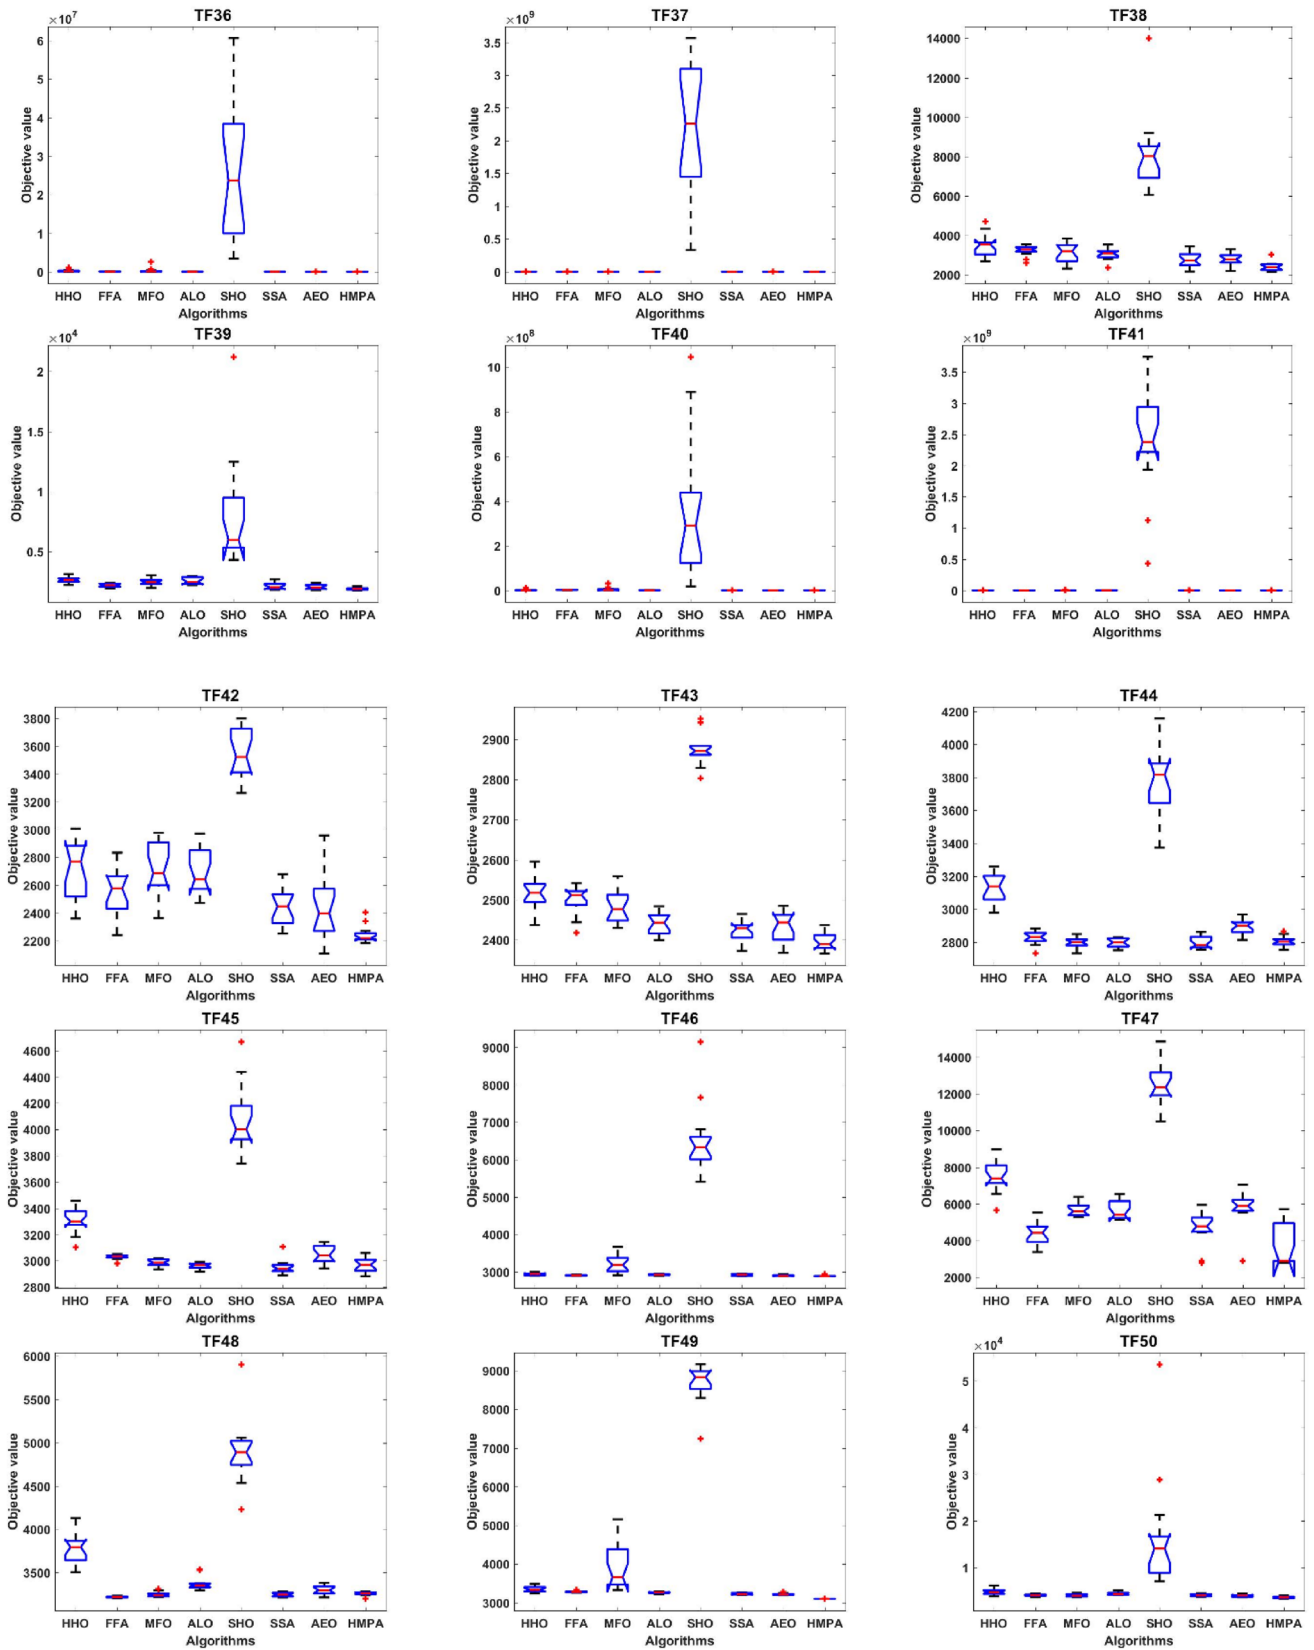 TF36
×10^7
6
5
4
3
2
1
0
Objective value
HHO FFA MFO ALO SHO SSA AEO HMPA
Algorithms
TF37
×10^9
3.5
3
2.5
2
1.5
1
0.5
0
Objective value
HHO FFA MFO ALO SHO SSA AEO HMPA
Algorithms
TF38
14000
12000
10000
8000
6000
4000
2000
Objective value
HHO FFA MFO ALO SHO SSA AEO HMPA
Algorithms
TF39
×10^4
2
1.5
1
0.5
Objective value
HHO FFA MFO ALO SHO SSA AEO HMPA
Algorithms
TF40
×10^8
10
8
6
4
2
0
Objective value
HHO FFA MFO ALO SHO SSA AEO HMPA
Algorithms
TF41
×10^9
3.5
3
2.5
2
1.5
1
0.5
0
Objective value
HHO FFA MFO ALO SHO SSA AEO HMPA
Algorithms
TF42
3800
3600
3400
3200
3000
2800
2600
2400
2200
Objective value
HHO FFA MFO ALO SHO SSA AEO HMPA
Algorithms
TF43
2900
2800
2700
2600
2500
2400
Objective value
HHO FFA MFO ALO SHO SSA AEO HMPA
Algorithms
TF44
4200
4000
3800
3600
3400
3200
3000
2800
Objective value
HHO FFA MFO ALO SHO SSA AEO HMPA
Algorithms
TF45
4600
4400
4200
4000
3800
3600
3400
3200
3000
2800
Objective value
HHO FFA MFO ALO SHO SSA AEO HMPA
Algorithms
TF46
9000
8000
7000
6000
5000
4000
3000
Objective value
HHO FFA MFO ALO SHO SSA AEO HMPA
Algorithms
TF47
14000
12000
10000
8000
6000
4000
2000
Objective value
HHO FFA MFO ALO SHO SSA AEO HMPA
Algorithms
TF48
6000
5500
5000
4500
4000
3500
Objective value
HHO FFA MFO ALO SHO SSA AEO HMPA
Algorithms
TF49
9000
8000
7000
6000
5000
4000
3000
Objective value
HHO FFA MFO ALO SHO SSA AEO HMPA
Algorithms
TF50
×10^4
5
4
3
2
1
Objective value
HHO FFA MFO ALO SHO SSA AEO HMPA
Algorithms